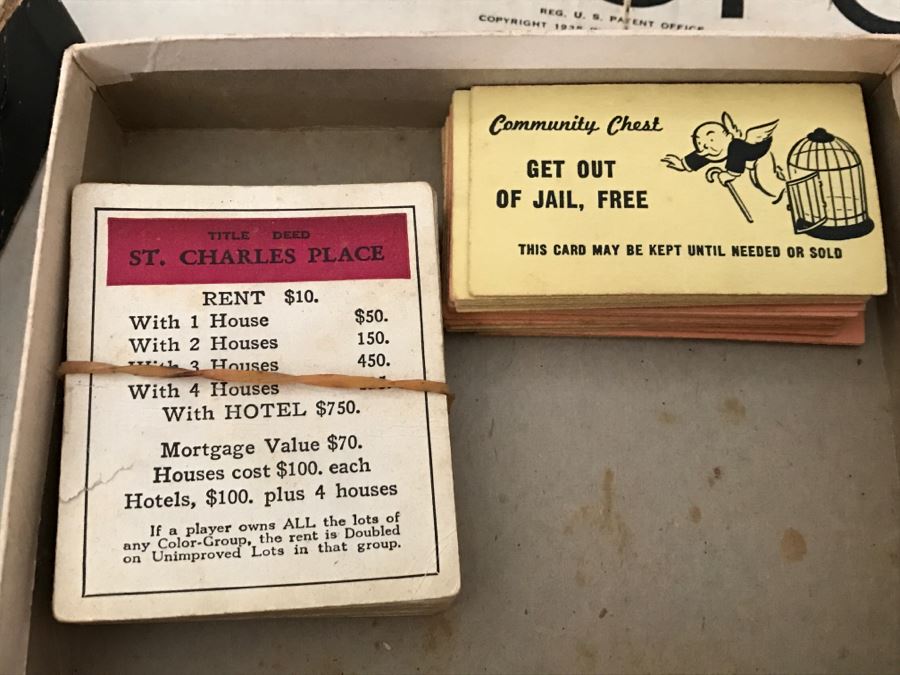 REG. U. S. PATENT OFFICE
COPYRIGHT
TITLE DEED
ST. CHARLES PLACE
RENT $10.
With 1 House $50.
With 2 Houses 150.
With 3 Houses 450.
With 4 Houses
With HOTEL $750.
Mortgage Value $70.
Houses cost $100. each
Hotels, $100. plus 4 houses
If a player owns ALL the lots of
any Color-Group, the rent is Doubled
on Unimproved Lots in that group.
Community Chest
GET OUT
OF JAIL, FREE
THIS CARD MAY BE KEPT UNTIL NEEDED OR SOLD